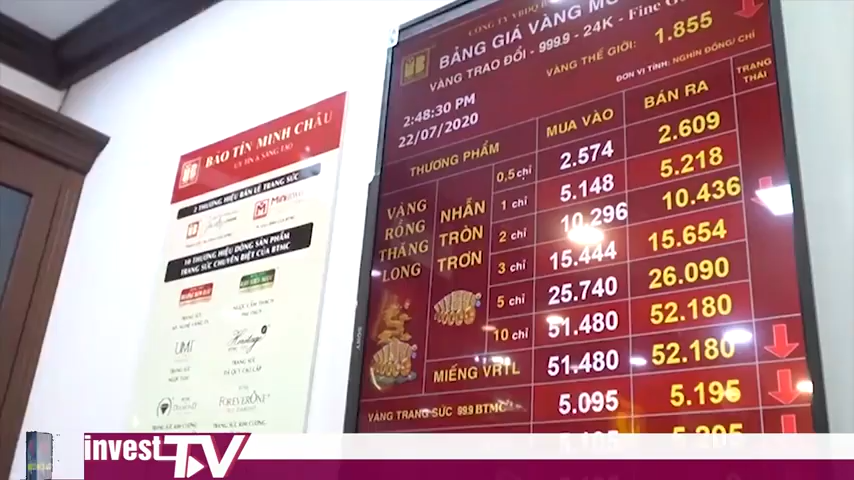 BẢO TÍN MINH CHÂU
UY TÍN & SÁNG TẠO
2 THƯƠNG HIỆU BÁN LẺ TRANG SỨC
10 THƯƠNG HIỆU DÒNG SẢN PHẨM
TRANG SỨC CHUYÊN BIỆT CỦA BTMC
Heritage
FOREVERONE
BẢNG GIÁ VÀNG
VÀNG TRAO ĐỔI - 999.9 - 24K - Fine
VÀNG THẾ GIỚI: 1.855
2:48:30 PM
22/07/2020
ĐƠN VỊ TÍNH: NGHÌN ĐỒNG/CHỈ
THƯƠNG PHẨM MUA VÀO BÁN RA TRẠNG THÁI
VÀNG RỒNG THĂNG LONG
NHẪN TRÒN TRƠN
0,5 chỉ 2.574 2.609
1 chỉ 5.148 5.218
2 chỉ 10.296 10.436
3 chỉ 15.444 15.654
5 chỉ 25.740 26.090
10 chỉ 51.480 52.180
MIẾNG VRTL 51.480 52.180
VÀNG TRANG SỨC 99.9 BTMC 5.095 5.195
SONY
investTV